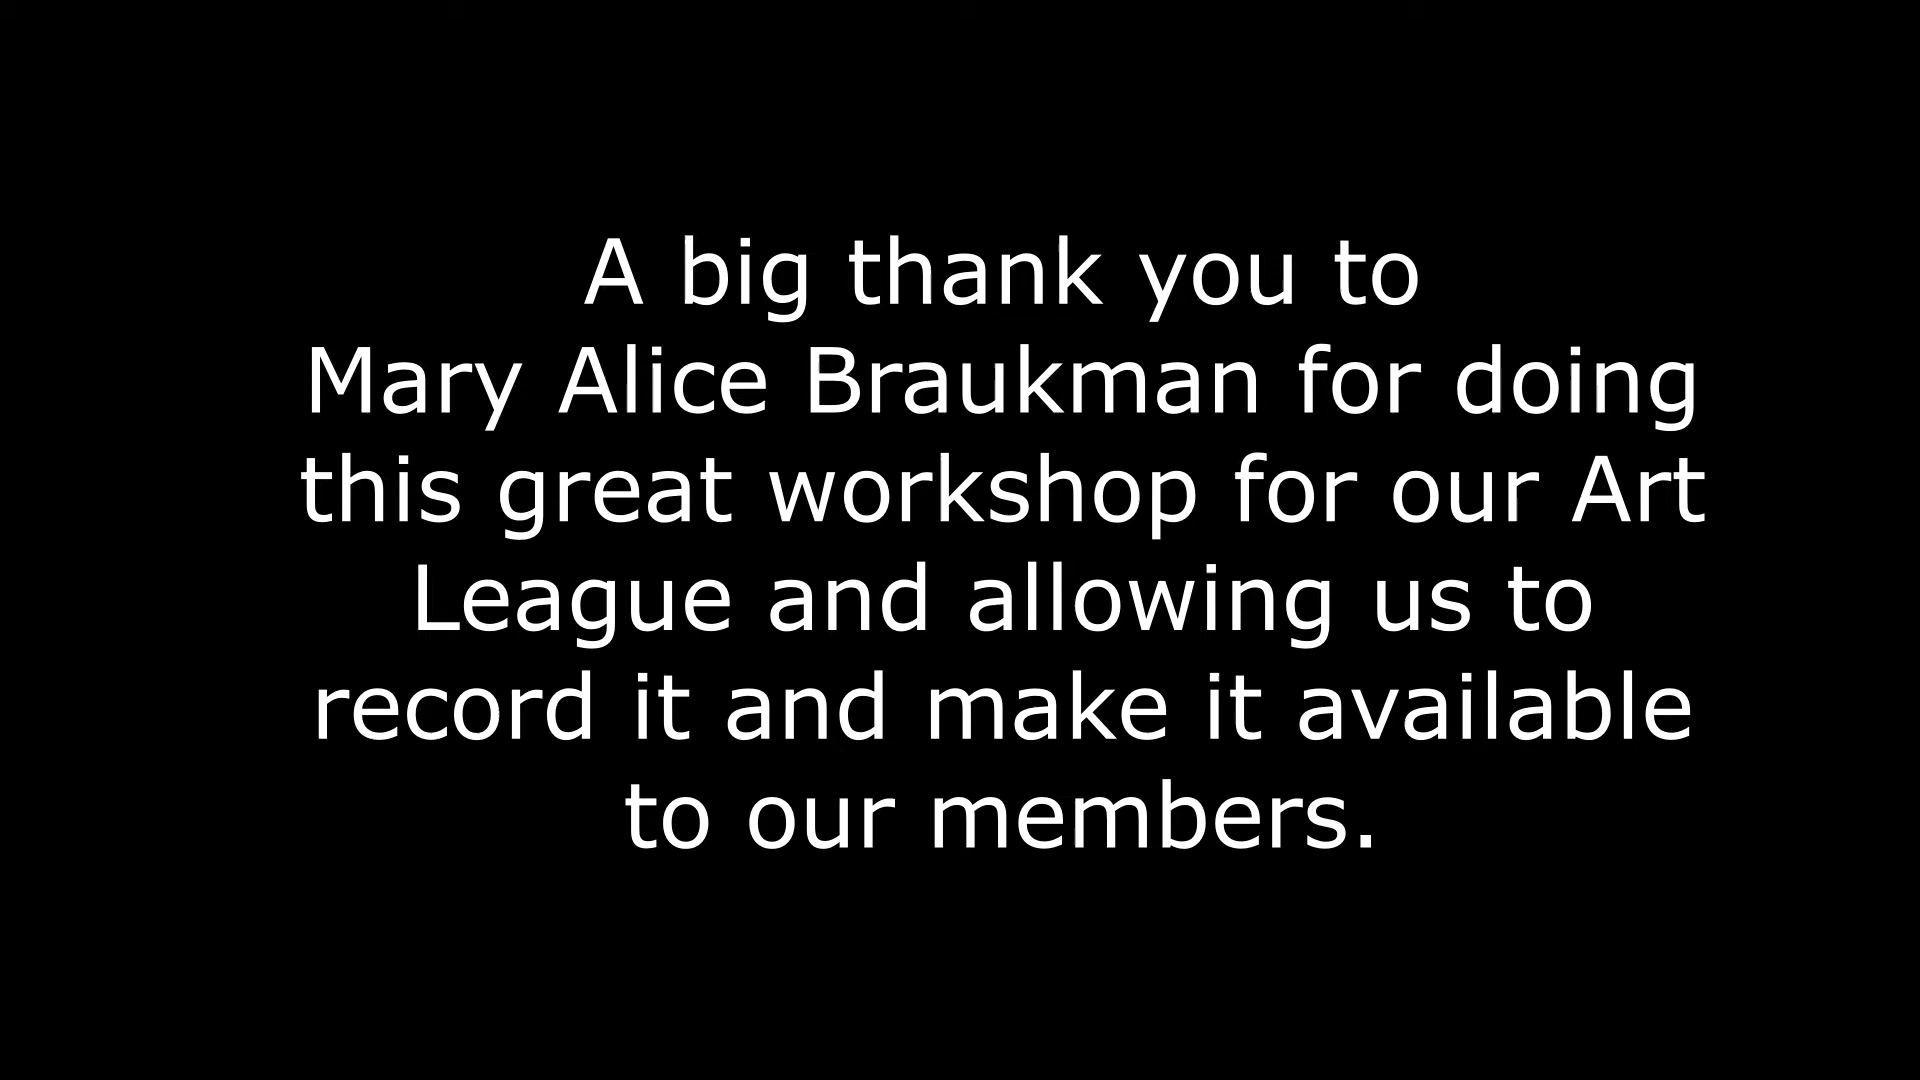 A big thank you to
Mary Alice Braukman for doing
this great workshop for our Art
League and allowing us to
record it and make it available
to our members.